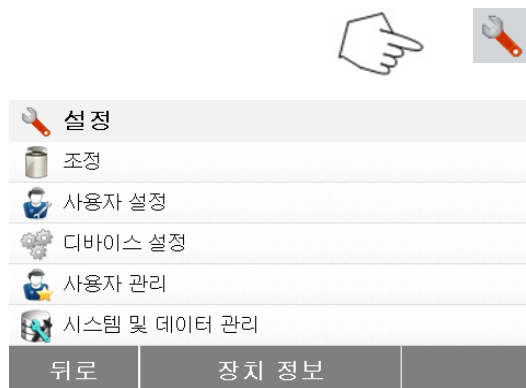 설정
조정
사용자 설정
디바이스 설정
사용자 관리
시스템 및 데이터 관리
뒤로 장치 정보